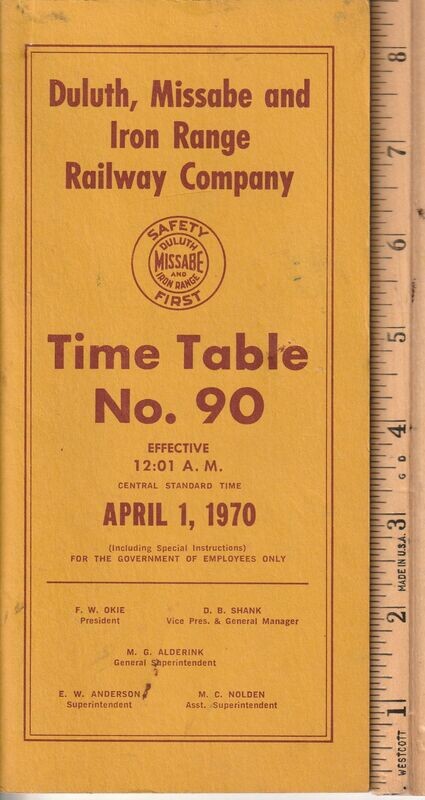 Duluth, Missabe and
Iron Range
Railway Company
SAFETY
DULUTH
MISSABE
AND
IRON RANGE
FIRST
Time Table
No. 90
EFFECTIVE
12:01 A. M.
CENTRAL STANDARD TIME
APRIL 1, 1970
(Including Special Instructions)
FOR THE GOVERNMENT OF EMPLOYEES ONLY
F. W. OKIE
President
D. B. SHANK
Vice Pres. & General Manager
M. G. ALDERINK
General Superintendent
E. W. ANDERSON
Superintendent
M. C. NOLDEN
Asst. Superintendent
8
7
6
5
4
G D
3
MADE IN U.S.A.
2
1
WESTCOTT